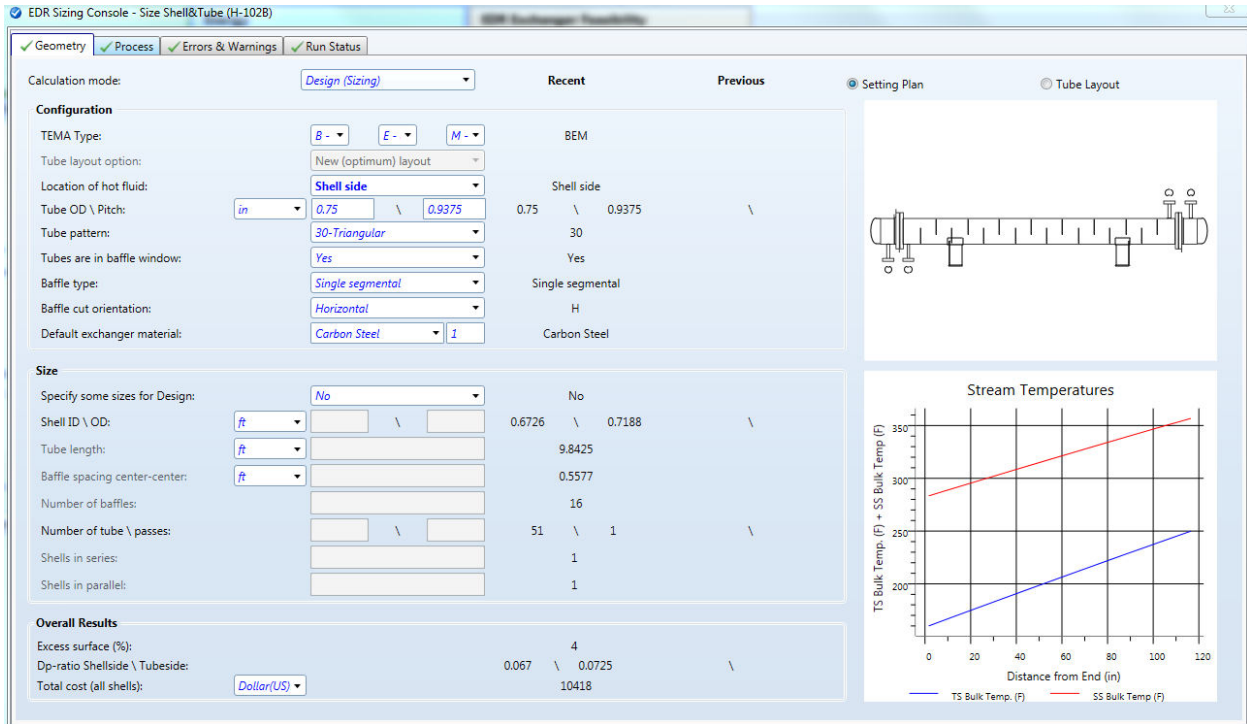 EDR Sizing Console - Size Shell&Tube (H-102B)
EDR Exchanger Feasibility
Geometry Process Errors & Warnings Run Status
Calculation mode: Design (Sizing) Recent Previous Setting Plan Tube Layout
Configuration
TEMA Type: B - E - M - BEM
Tube layout option: New (optimum) layout
Location of hot fluid: Shell side Shell side
Tube OD \ Pitch: in 0.75 \ 0.9375 0.75 \ 0.9375 \
Tube pattern: 30-Triangular 30
Tubes are in baffle window: Yes Yes
Baffle type: Single segmental Single segmental
Baffle cut orientation: Horizontal H
Default exchanger material: Carbon Steel 1 Carbon Steel
Size
Specify some sizes for Design: No No
Shell ID \ OD: ft \ 0.6726 \ 0.7188 \
Tube length: ft 9.8425
Baffle spacing center-center: ft 0.5577
Number of baffles: 16
Number of tube \ passes: \ 51 \ 1 \
Shells in series: 1
Shells in parallel: 1
Overall Results
Excess surface (%): 4
Dp-ratio Shellside \ Tubeside: 0.067 \ 0.0725 \
Total cost (all shells): Dollar(US) 10418
Stream Temperatures
TS Bulk Temp. (F) + SS Bulk Temp (F)
350
300
250
200
0 20 40 60 80 100 120
Distance from End (in)
TS Bulk Temp. (F) SS Bulk Temp (F)